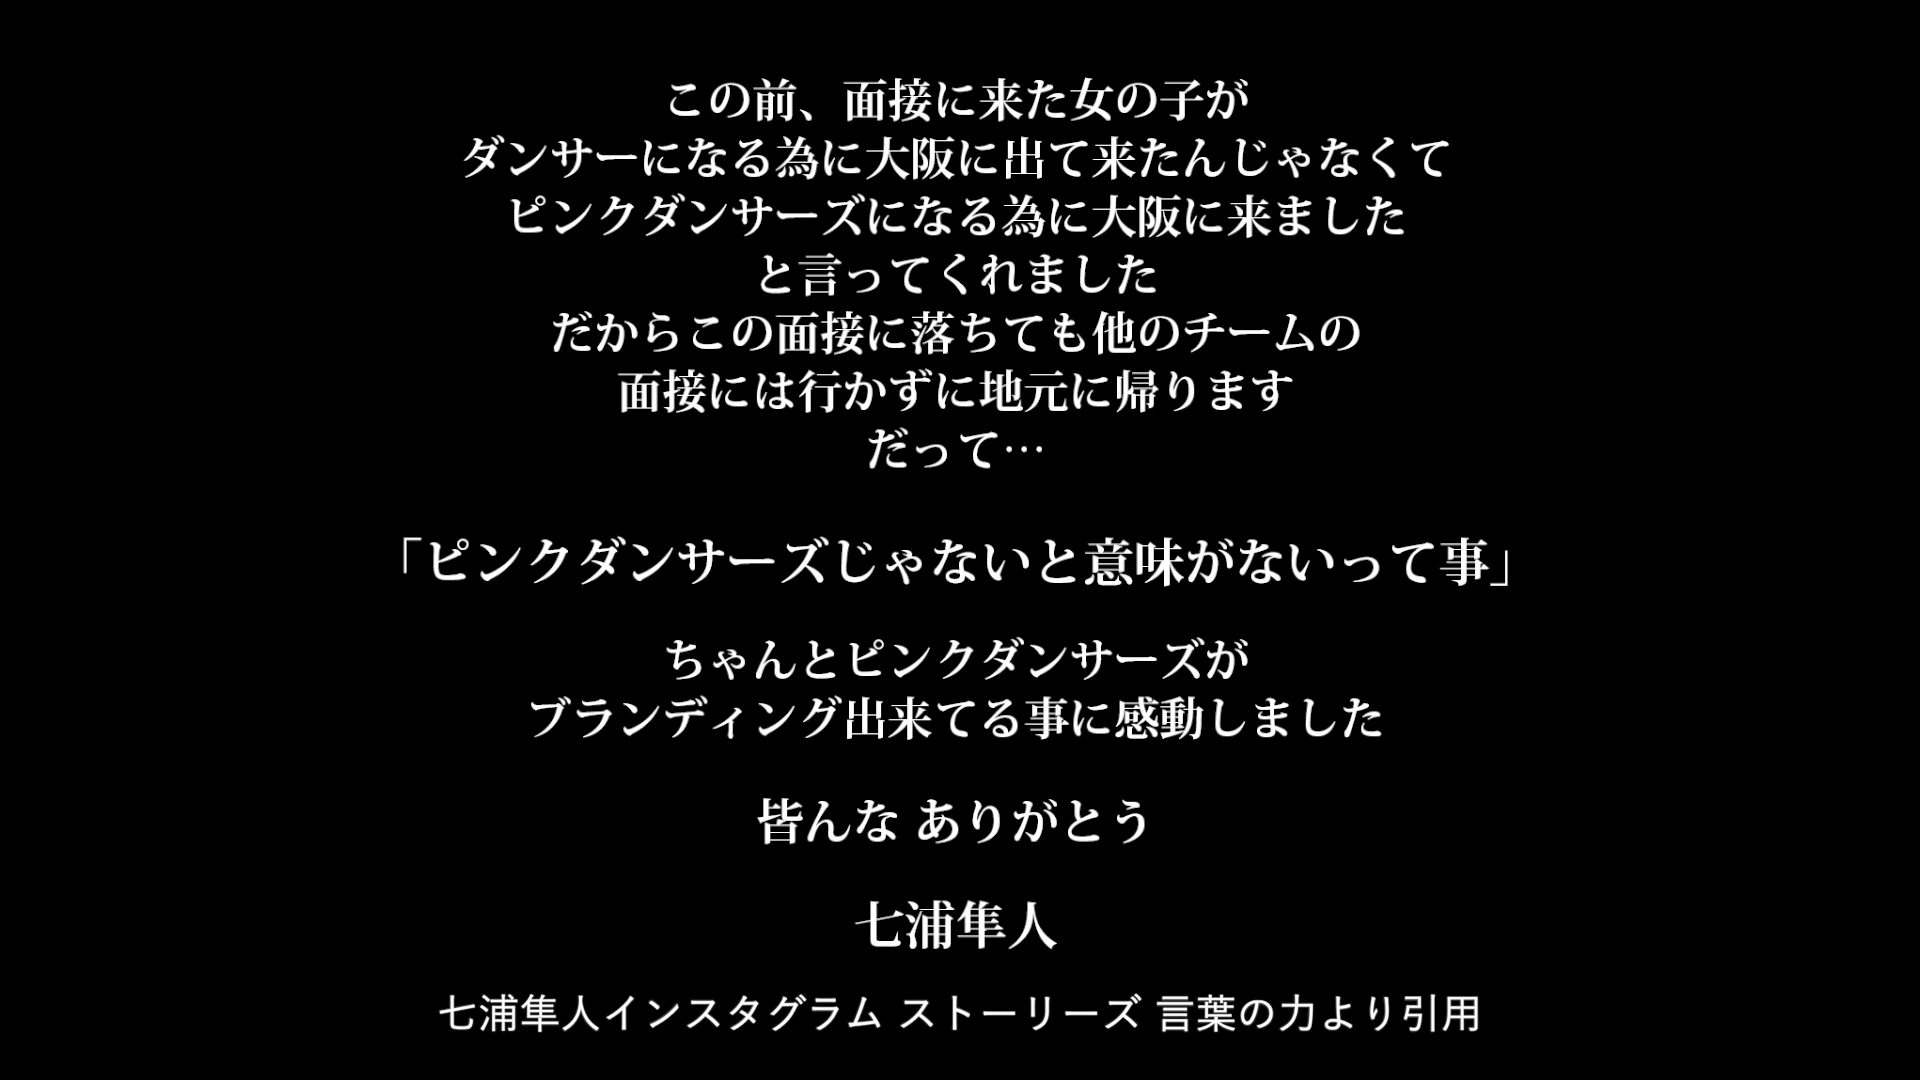 この前、面接に来た女の子が
ダンサーになる為に大阪に出て来たんじゃなくて
ピンクダンサーズになる為に大阪に来ました
と言ってくれました
だからこの面接に落ちても他のチームの
面接には行かずに地元に帰ります
だって…
「ピンクダンサーズじゃないと意味がないって事」
ちゃんとピンクダンサーズが
ブランディング出来てる事に感動しました
皆んな ありがとう
七浦隼人
七浦隼人インスタグラム ストーリーズ 言葉の力より引用